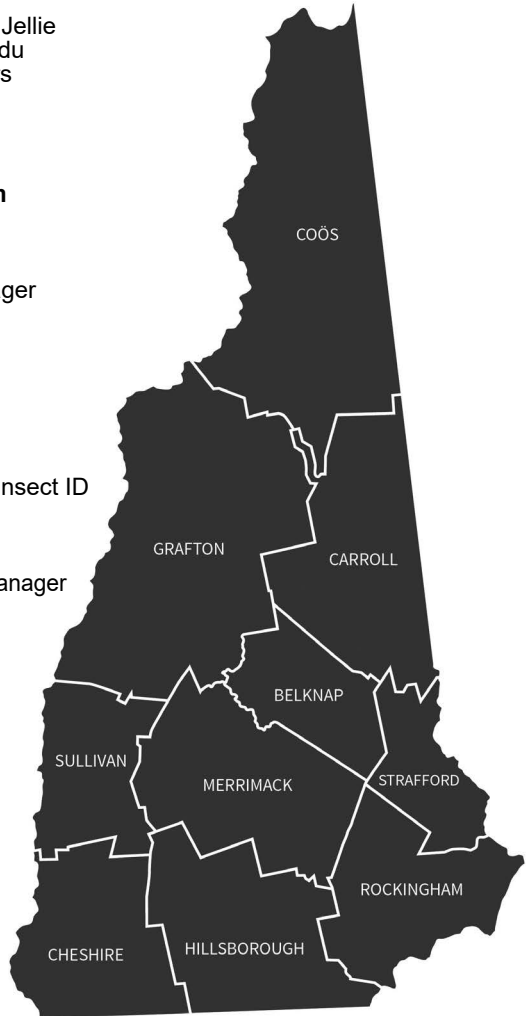 Jellie
du
s
n
ger
nsect ID
anager
COÖS
GRAFTON
CARROLL
BELKNAP
SULLIVAN
MERRIMACK
STRAFFORD
ROCKINGHAM
CHESHIRE
HILLSBOROUGH